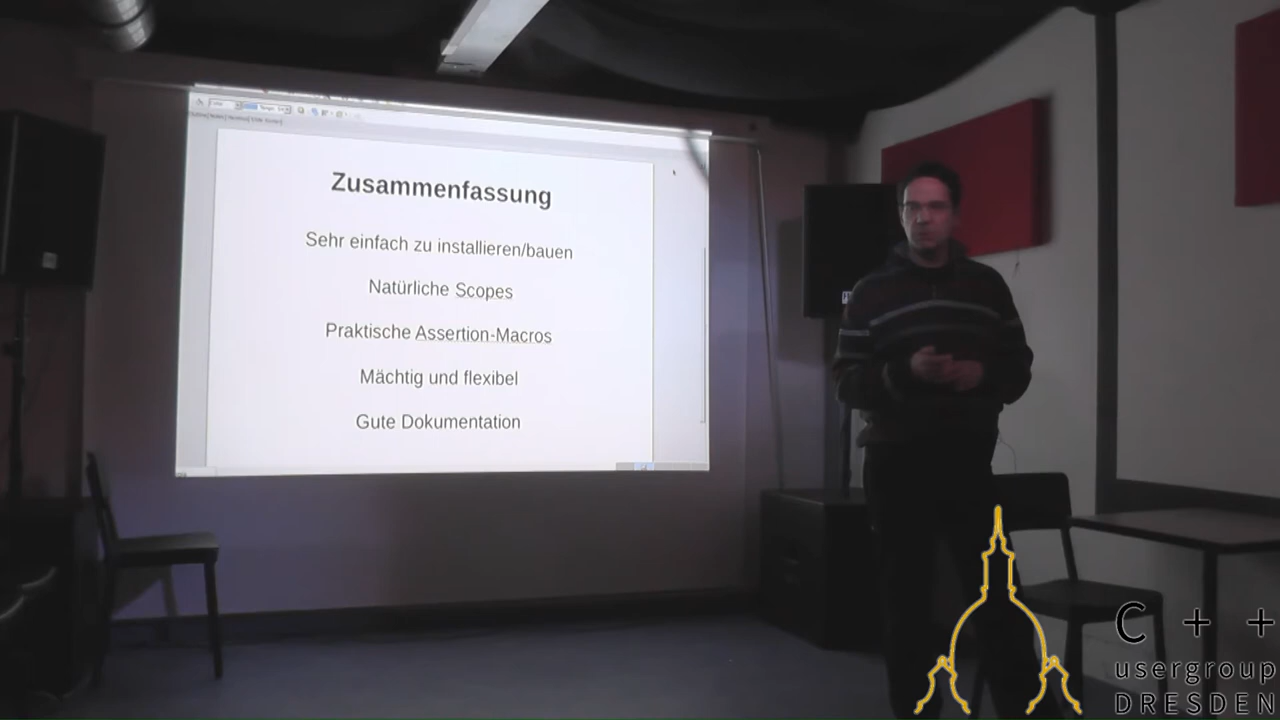 Zusammenfassung
Sehr einfach zu installieren/bauen
Natürliche Scopes
Praktische Assertion-Macros
Mächtig und flexibel
Gute Dokumentation
C + +
usergroup
DRESDEN